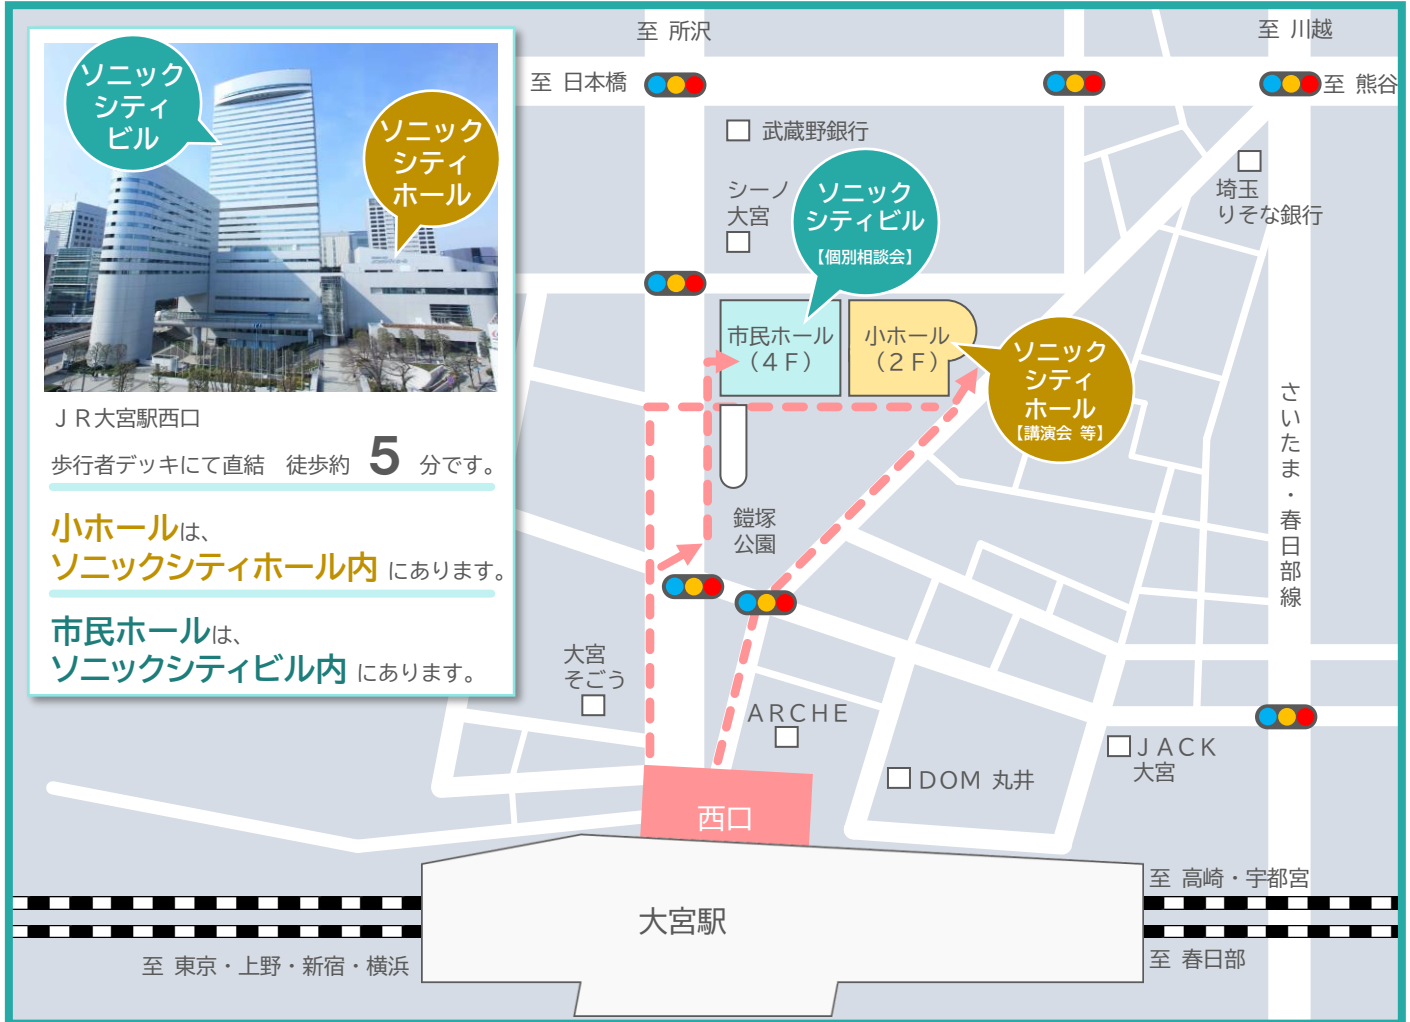 ソニック
シティ
ビル
ソニック
シティ
ホール
ＪＲ大宮駅西口
歩行者デッキにて直結　徒歩約 5 分です。
小ホールは、
ソニックシティホール内 にあります。
市民ホールは、
ソニックシティビル内 にあります。
至 所沢
至 川越
至 日本橋
至 熊谷
武蔵野銀行
シーノ
大宮
ソニック
シティビル
【個別相談会】
埼玉
りそな銀行
市民ホール
（４Ｆ）
小ホール
（２Ｆ）
ソニック
シティ
ホール
【講演会 等】
さいたま・春日部線
鎧塚
公園
大宮
そごう
ＡＲＣＨＥ
ＤＯＭ 丸井
ＪＡＣＫ
大宮
西口
大宮駅
至 高崎・宇都宮
至 東京・上野・新宿・横浜
至 春日部